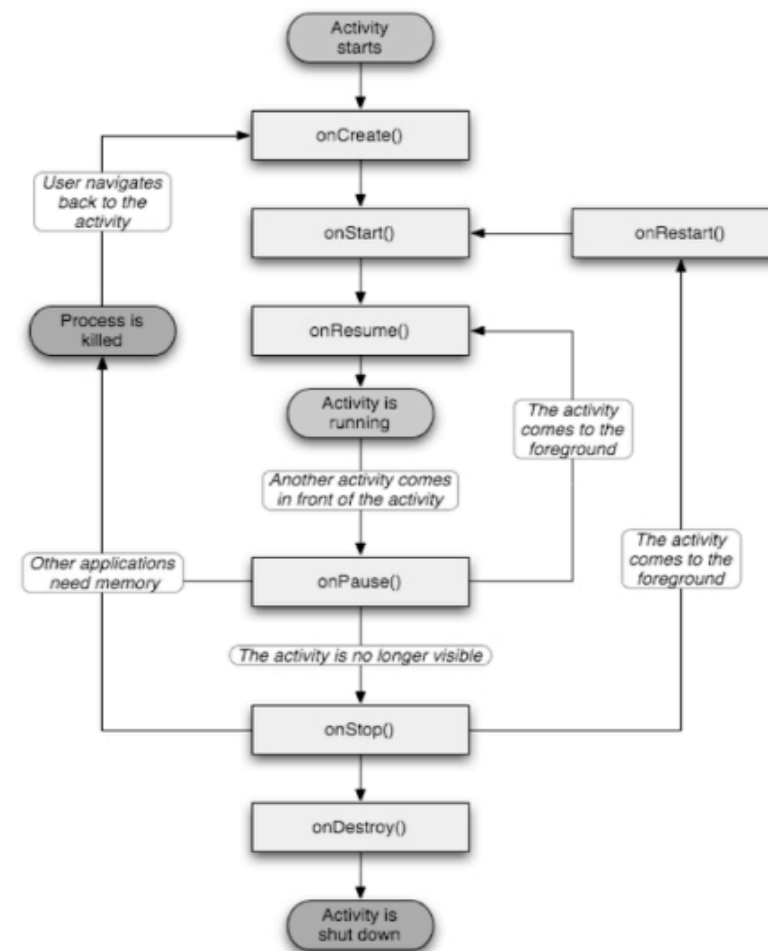 Activity
starts
onCreate()
User navigates
back to the
activity
onStart()
onRestart()
Process is
killed
onResume()
Activity is
running
The activity
comes to the
foreground
Another activity comes
in front of the activity
Other applications
need memory
onPause()
The activity
comes to the
foreground
The activity is no longer visible
onStop()
onDestroy()
Activity is
shut down